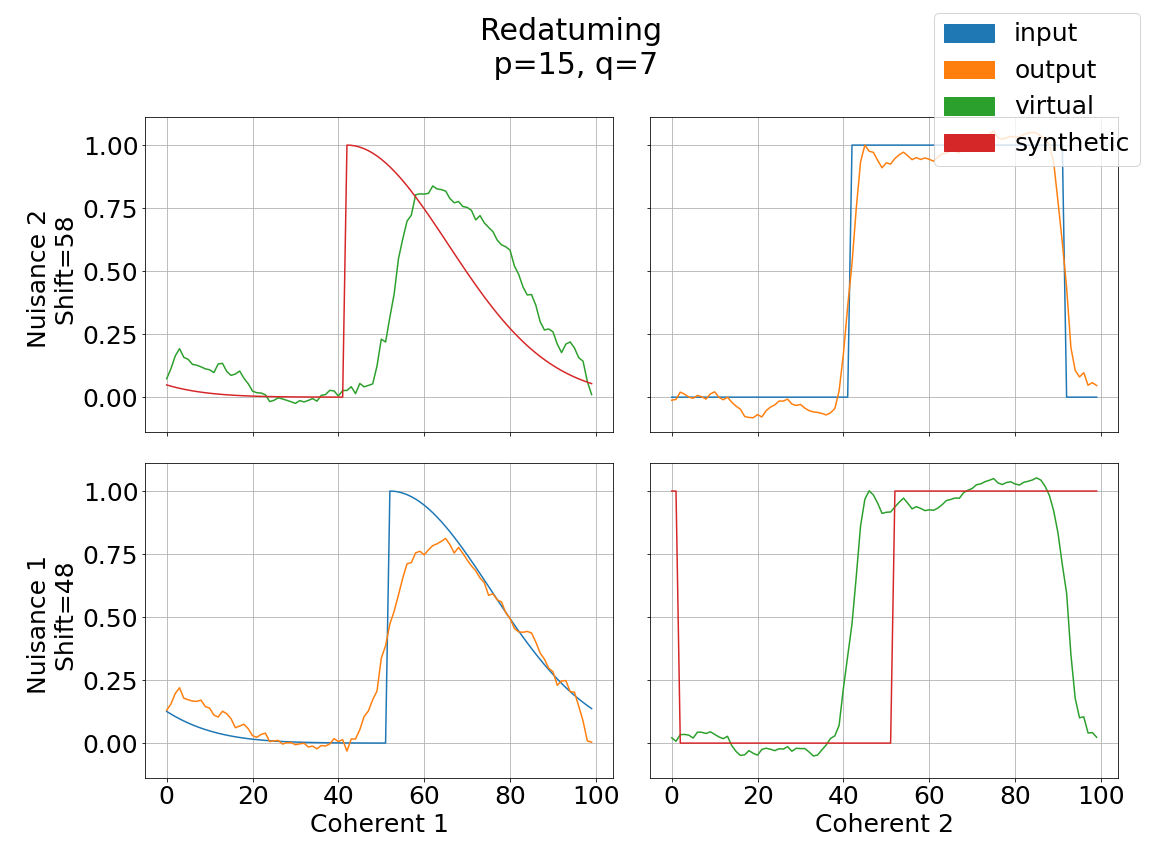 Redatuming
p=15, q=7
input
output
virtual
synthetic
Nuisance 2
Shift=58
1.00
0.75
0.50
0.25
0.00
Nuisance 1
Shift=48
1.00
0.75
0.50
0.25
0.00
0 20 40 60 80 100
0 20 40 60 80 100
Coherent 1
Coherent 2